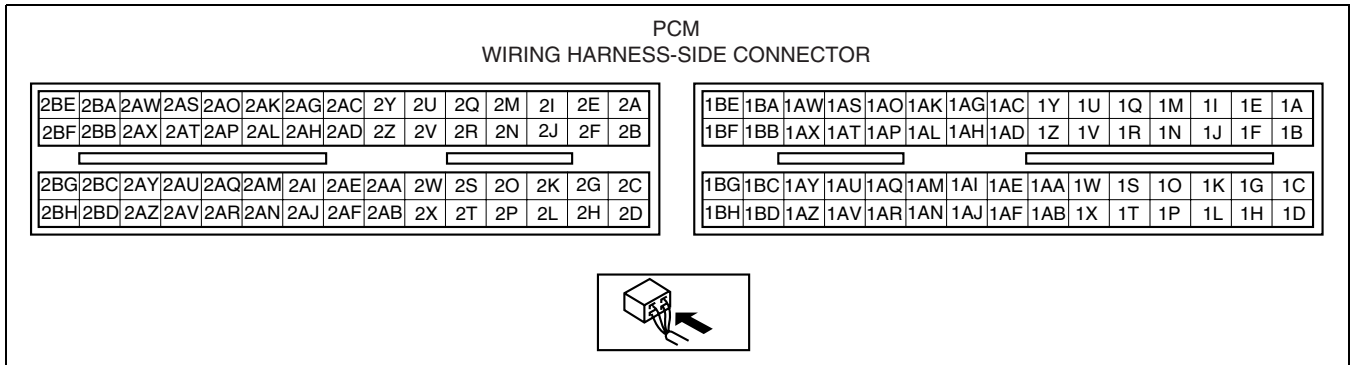 PCM
WIRING HARNESS-SIDE CONNECTOR
2BE 2BA 2AW 2AS 2AO 2AK 2AG 2AC 2Y 2U 2Q 2M 2I 2E 2A
2BF 2BB 2AX 2AT 2AP 2AL 2AH 2AD 2Z 2V 2R 2N 2J 2F 2B
2BG 2BC 2AY 2AU 2AQ 2AM 2AI 2AE 2AA 2W 2S 2O 2K 2G 2C
2BH 2BD 2AZ 2AV 2AR 2AN 2AJ 2AF 2AB 2X 2T 2P 2L 2H 2D
1BE 1BA 1AW 1AS 1AO 1AK 1AG 1AC 1Y 1U 1Q 1M 1I 1E 1A
1BF 1BB 1AX 1AT 1AP 1AL 1AH 1AD 1Z 1V 1R 1N 1J 1F 1B
1BG 1BC 1AY 1AU 1AQ 1AM 1AI 1AE 1AA 1W 1S 1O 1K 1G 1C
1BH 1BD 1AZ 1AV 1AR 1AN 1AJ 1AF 1AB 1X 1T 1P 1L 1H 1D